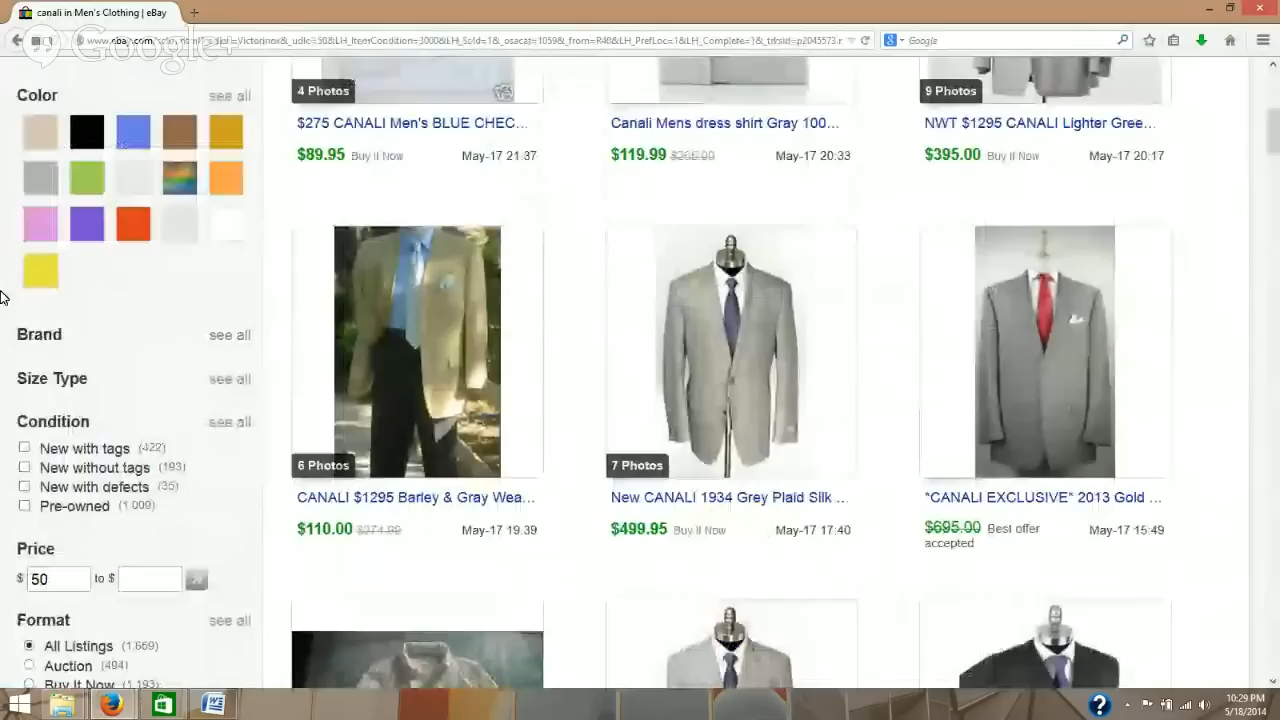 canali in Men's Clothing | eBay
Google+
Google
Color see all
4 Photos
9 Photos
$275 CANALI Men's BLUE CHEC...
Canali Mens dress shirt Gray 100...
NWT $1295 CANALI Lighter Gree...
$89.95 Buy It Now May-17 21:37
$119.99 May-17 20:33
$395.00 Buy It Now May-17 20:17
Brand see all
Size Type see all
Condition see all
New with tags (422)
New without tags (193)
New with defects (35)
Pre-owned (1,009)
Price
$ 50 to $
Format see all
All Listings (1,659)
Auction (494)
Buy It Now (1,193)
6 Photos
7 Photos
CANALI $1295 Barley & Gray Wea...
New CANALI 1934 Grey Plaid Silk ...
*CANALI EXCLUSIVE* 2013 Gold ...
$110.00 $274.99 May-17 19:39
$499.95 Buy It Now May-17 17:40
$695.00 Best offer May-17 15:49
accepted
10:29 PM
5/18/2014